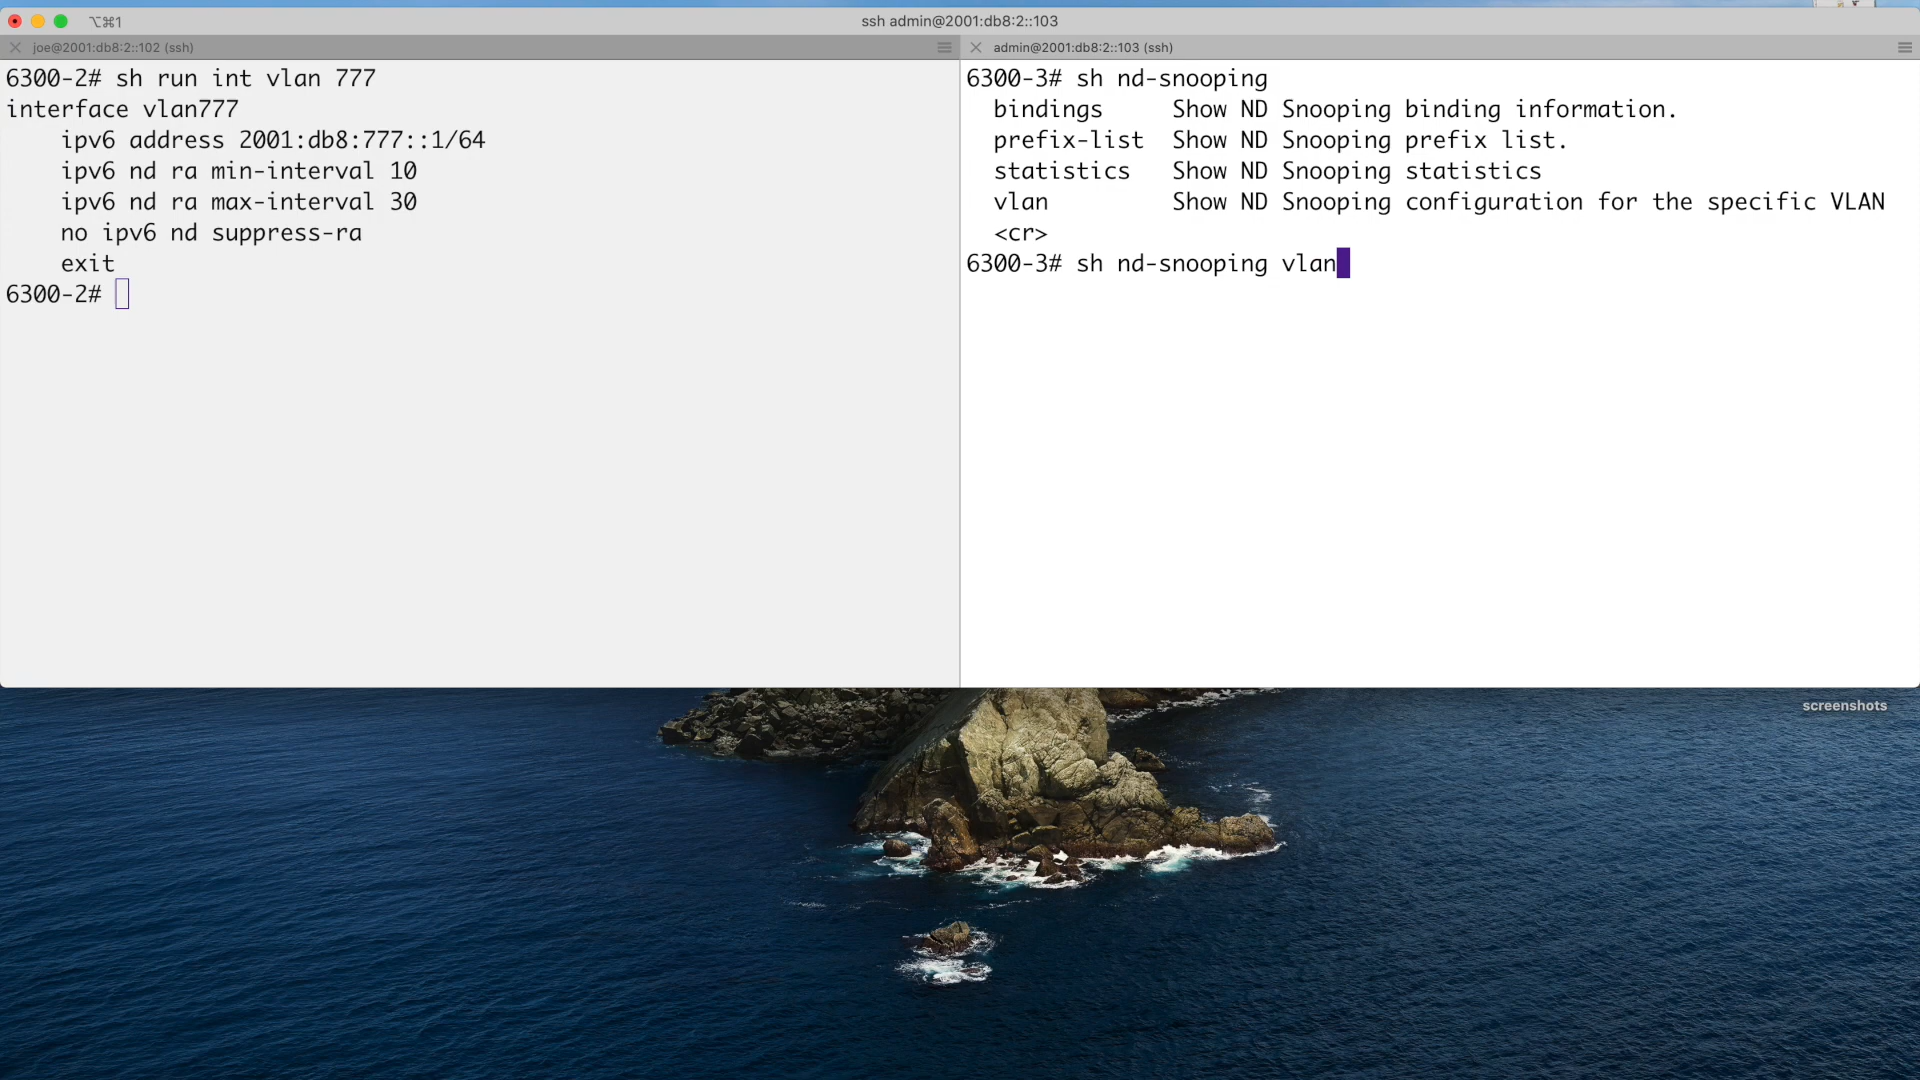 ⌥⌘1
ssh admin@2001:db8:2::103
joe@2001:db8:2::102 (ssh)
6300-2# sh run int vlan 777
interface vlan777
    ipv6 address 2001:db8:777::1/64
    ipv6 nd ra min-interval 10
    ipv6 nd ra max-interval 30
    no ipv6 nd suppress-ra
    exit
6300-2#
admin@2001:db8:2::103 (ssh)
6300-3# sh nd-snooping
  bindings     Show ND Snooping binding information.
  prefix-list  Show ND Snooping prefix list.
  statistics   Show ND Snooping statistics
  vlan         Show ND Snooping configuration for the specific VLAN
  <cr>
6300-3# sh nd-snooping vlan
screenshots